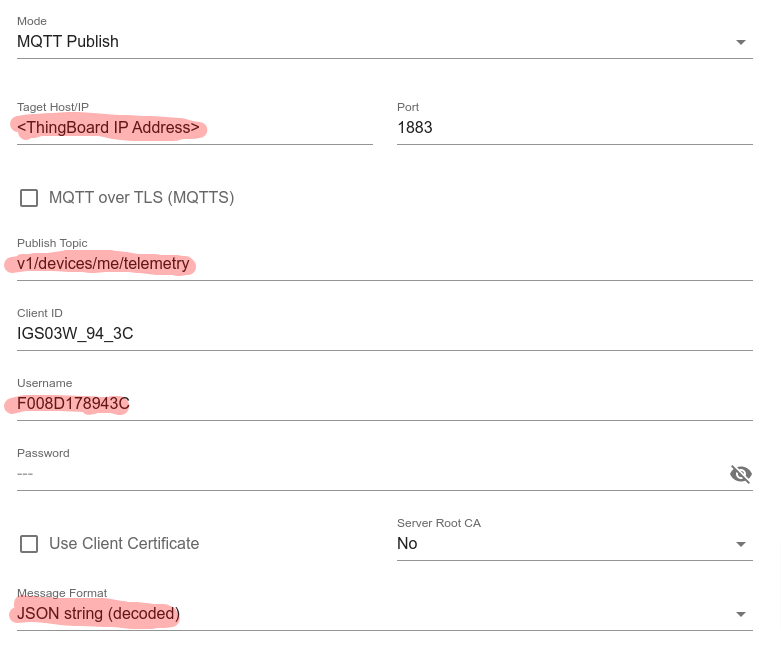 Mode
MQTT Publish
Taget Host/IP
Port
<ThingBoard IP Address>
1883
MQTT over TLS (MQTTS)
Publish Topic
v1/devices/me/telemetry
Client ID
IGS03W_94_3C
Username
F008D178943C
Password
---
Server Root CA
Use Client Certificate
No
Message Format
JSON string (decoded)